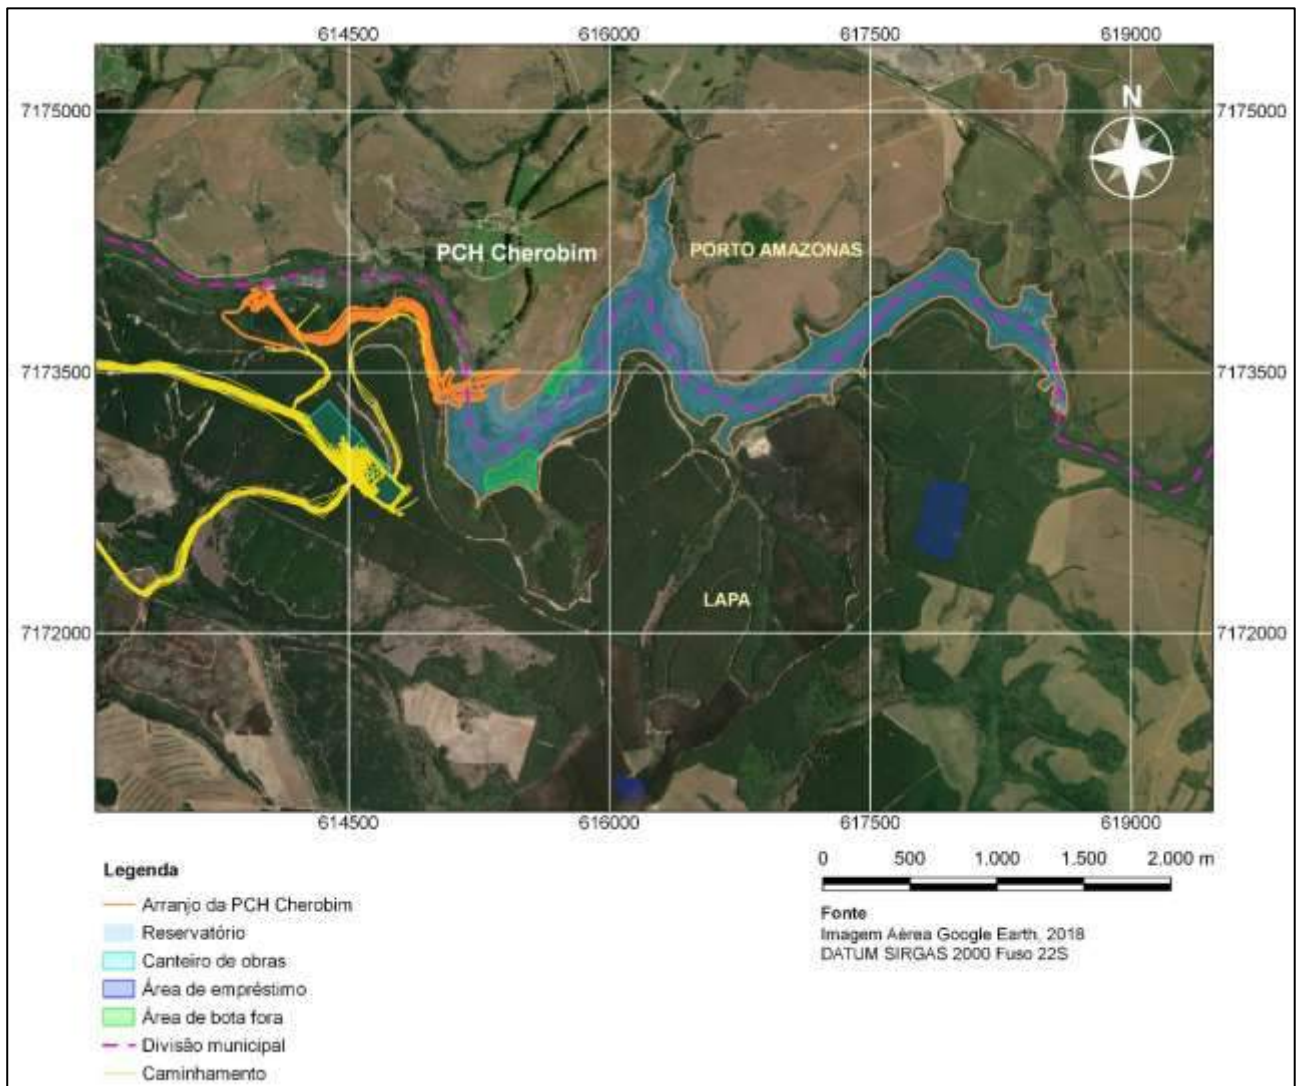 614500 616000 617500 619000
7175000 7175000
N
PCH Cherobim PORTO AMAZONAS
7173500 7173500
LAPA
7172000 7172000
614500 616000 617500 619000
Legenda
Arranjo da PCH Cherobim
Reservatório
Canteiro de obras
Área de empréstimo
Área de bota fora
Divisão municipal
Caminhamento
0 500 1.000 1.500 2.000 m
Fonte
Imagem Aérea Google Earth, 2018
DATUM SIRGAS 2000 Fuso 22S